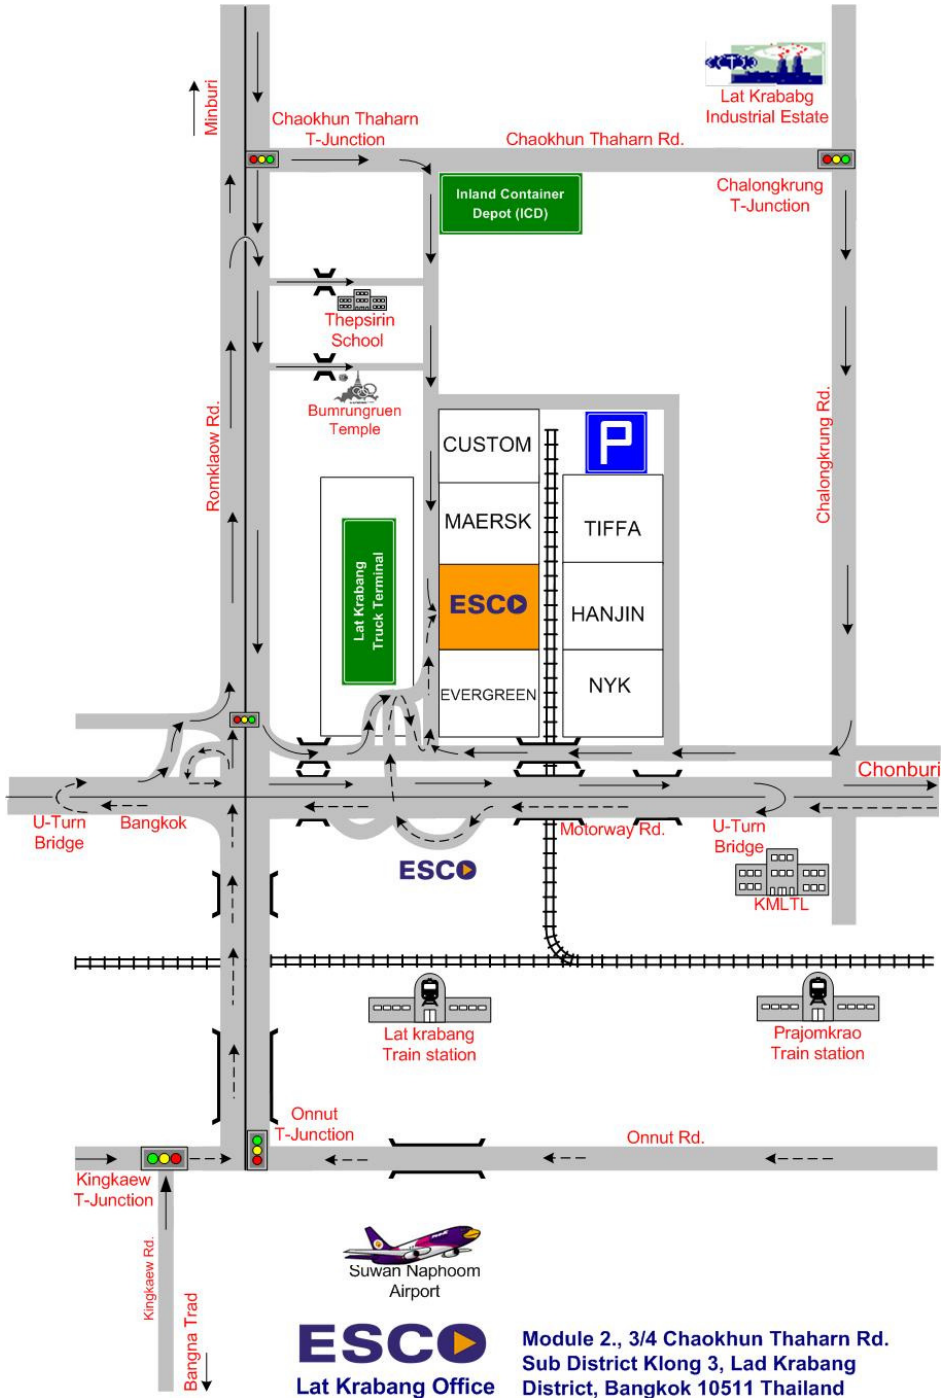 Minburi
Chaokhun Thaharn
T-Junction
Chaokhun Thaharn Rd.
Lat Krababg
Industrial Estate
Chalongkrung
T-Junction
Inland Container
Depot (ICD)
Thepsirin
School
Bumrungruen
Temple
Romklaow Rd.
Chalongkrung Rd.
CUSTOM
P
MAERSK
TIFFA
Lat Krabang
Truck Terminal
ESCO
HANJIN
EVERGREEN
NYK
Chonburi
U-Turn
Bridge
Bangkok
Motorway Rd.
U-Turn
Bridge
ESCO
KMLTL
Lat krabang
Train station
Prajomkrao
Train station
Onnut
T-Junction
Onnut Rd.
Kingkaew
T-Junction
Kingkaew Rd.
Bangna Trad
Suwan Naphoom
Airport
ESCO
Lat Krabang Office
Module 2., 3/4 Chaokhun Thaharn Rd.
Sub District Klong 3, Lad Krabang
District, Bangkok 10511 Thailand